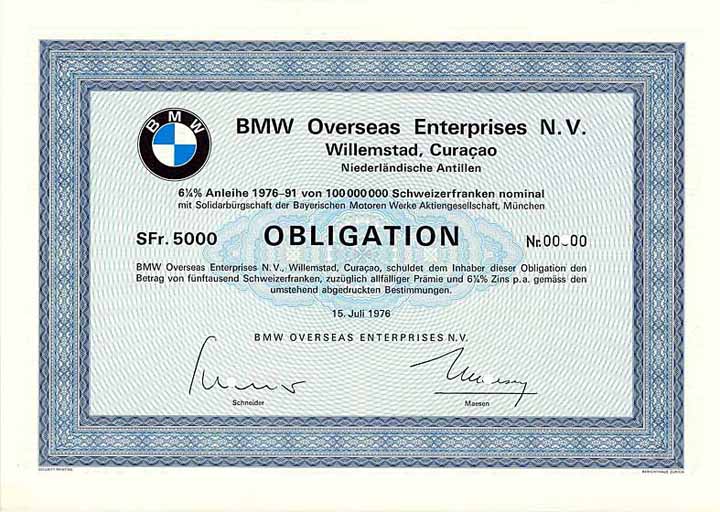 BMW
BMW Overseas Enterprises N.V.
Willemstad, Curaçao
Niederländische Antillen
6¼% Anleihe 1976–91 von 100 000 000 Schweizerfranken nominal
mit Solidarbürgschaft der Bayerischen Motoren Werke Aktiengesellschaft, München
SFr. 5000 OBLIGATION Nr. 00-00
BMW Overseas Enterprises N.V., Willemstad, Curaçao, schuldet dem Inhaber dieser Obligation den
Betrag von fünftausend Schweizerfranken, zuzüglich allfälliger Prämie und 6¼% Zins p.a. gemäss den
umstehend abgedruckten Bestimmungen.
15. Juli 1976
BMW OVERSEAS ENTERPRISES N.V.
Schneider Maesen
SECURITY PRINTING